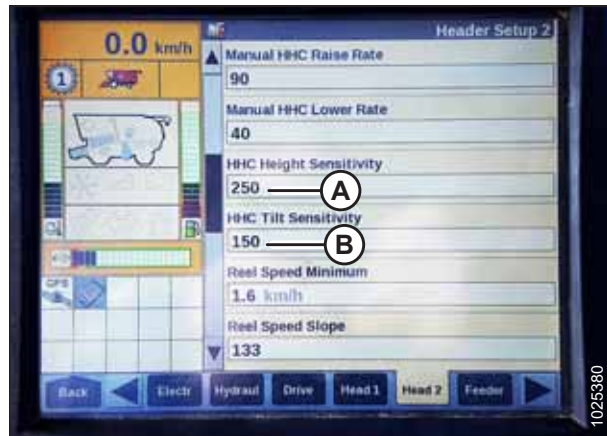 0.0 km/h
Header Setup 2
1
Manual HHC Raise Rate
90
Manual HHC Lower Rate
40
HHC Height Sensitivity
250
A
HHC Tilt Sensitivity
150
B
Reel Speed Minimum
1.6 km/h
GPS
Reel Speed Slope
133
Back
Electr
Hydraul
Drive
Head 1
Head 2
Feeder
1025380